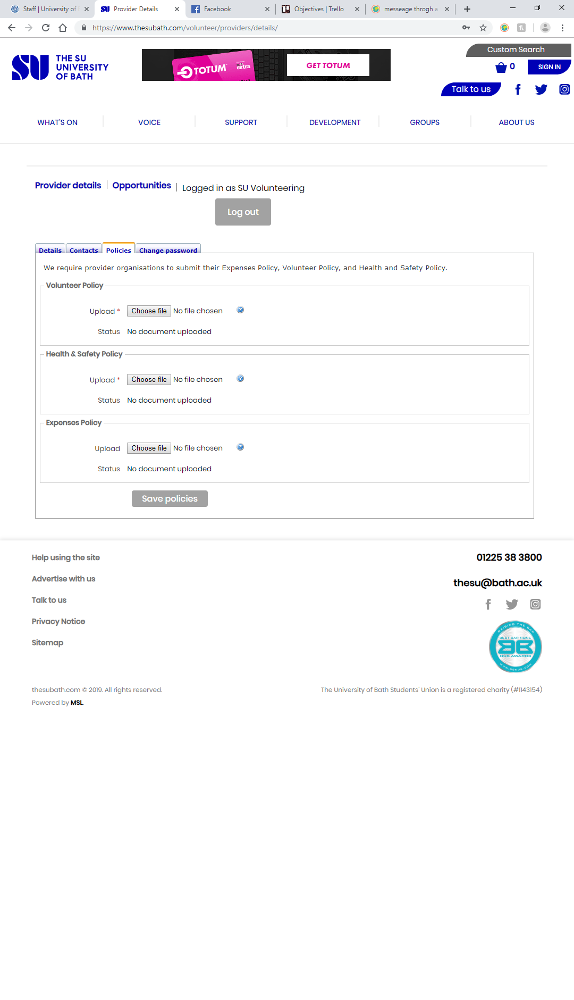 Staff | University of
Provider Details
Facebook
Objectives | Trello
messeage throgh a
https://www.thesubath.com/volunteer/providers/details/
Custom Search
SU
THE SU
UNIVERSITY
OF BATH
TOTUM
extra
GET TOTUM
0
SIGN IN
Talk to us
WHAT'S ON
VOICE
SUPPORT
DEVELOPMENT
GROUPS
ABOUT US
Provider details | Opportunities | Logged in as SU Volunteering
Log out
Details
Contacts
Policies
Change password
We require provider organisations to submit their Expenses Policy, Volunteer Policy, and Health and Safety Policy.
Volunteer Policy
Upload * Choose file No file chosen
Status No document uploaded
Health & Safety Policy
Upload * Choose file No file chosen
Status No document uploaded
Expenses Policy
Upload Choose file No file chosen
Status No document uploaded
Save policies
Help using the site
Advertise with us
Talk to us
Privacy Notice
Sitemap
01225 38 3800
thesu@bath.ac.uk
RAISING THE BAR
BEST BAR NONE
NUS AWARDS
WWW.BBNUK.COM
thesubath.com © 2019. All rights reserved.
Powered by MSL
The University of Bath Students' Union is a registered charity (#1143154)